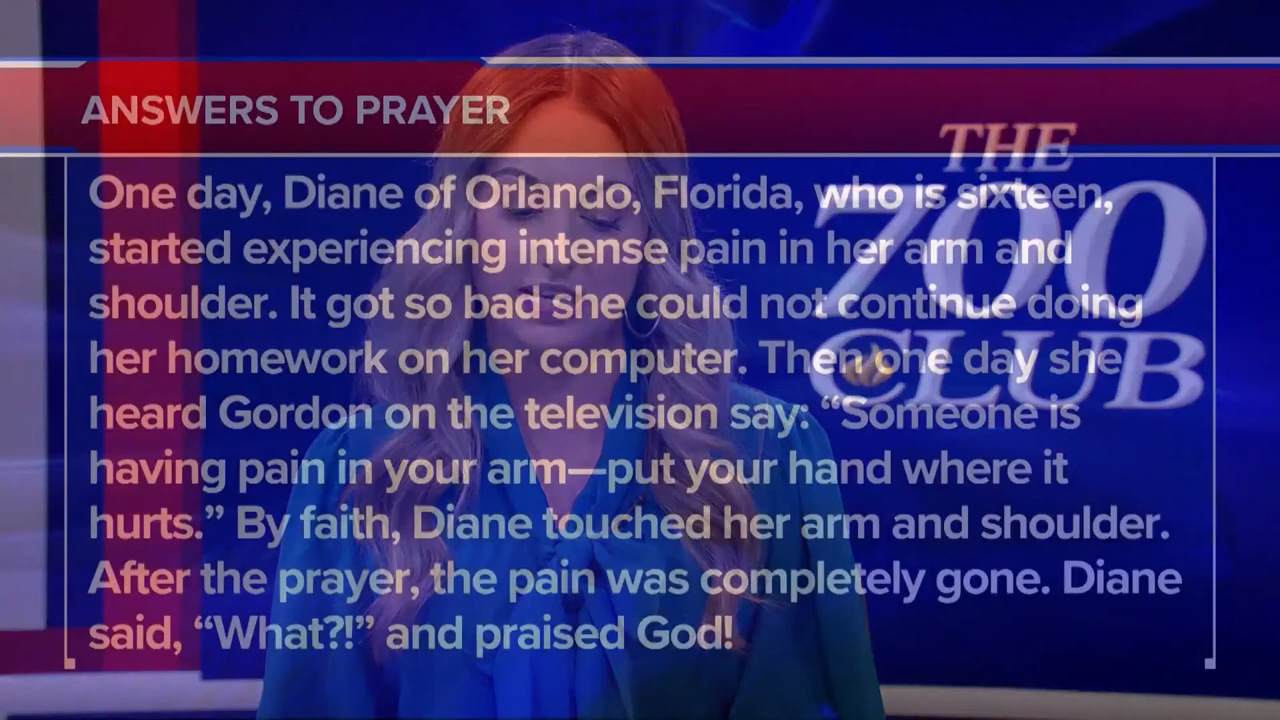 ANSWERS TO PRAYER
THE
700
CLUB
One day, Diane of Orlando, Florida, who is sixteen,
started experiencing intense pain in her arm and
shoulder. It got so bad she could not continue doing
her homework on her computer. Then one day she
heard Gordon on the television say: “Someone is
having pain in your arm—put your hand where it
hurts.” By faith, Diane touched her arm and shoulder.
After the prayer, the pain was completely gone. Diane
said, “What?!” and praised God!